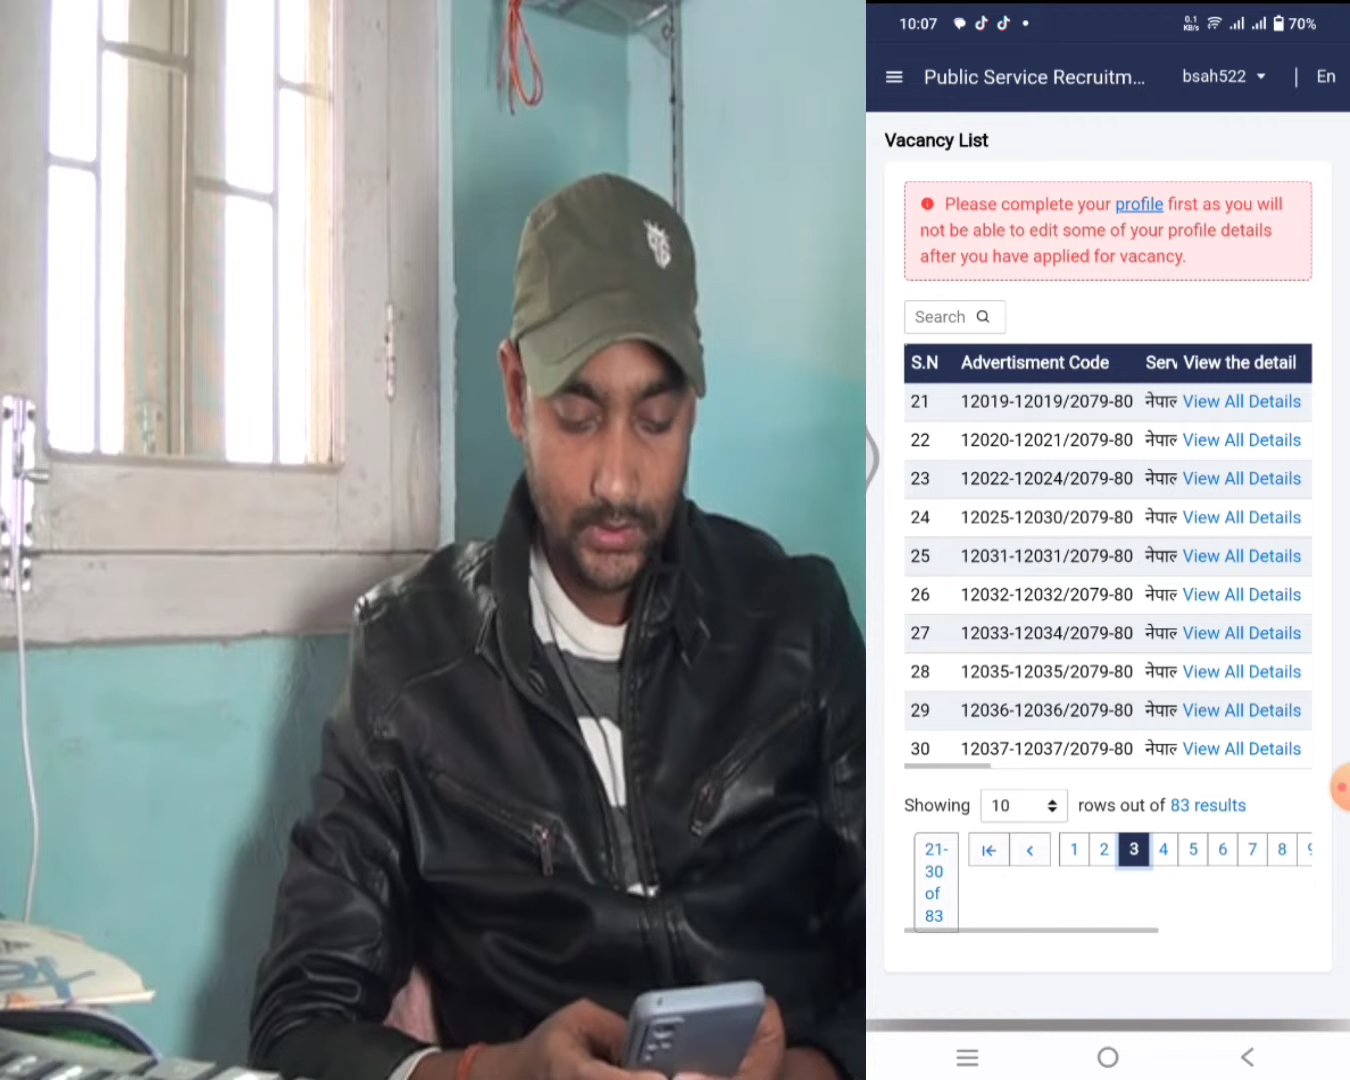 10:07 0.1 KB/s 70%
Public Service Recruitm... bsah522 | En
Vacancy List
Please complete your profile first as you will
not be able to edit some of your profile details
after you have applied for vacancy.
Search
S.N Advertisment Code Serv View the detail
21 12019-12019/2079-80 नेपाल View All Details
22 12020-12021/2079-80 नेपाल View All Details
23 12022-12024/2079-80 नेपाल View All Details
24 12025-12030/2079-80 नेपाल View All Details
25 12031-12031/2079-80 नेपाल View All Details
26 12032-12032/2079-80 नेपाल View All Details
27 12033-12034/2079-80 नेपाल View All Details
28 12035-12035/2079-80 नेपाल View All Details
29 12036-12036/2079-80 नेपाल View All Details
30 12037-12037/2079-80 नेपाल View All Details
Showing 10 rows out of 83 results
21-
30
of
83
1 2 3 4 5 6 7 8 9